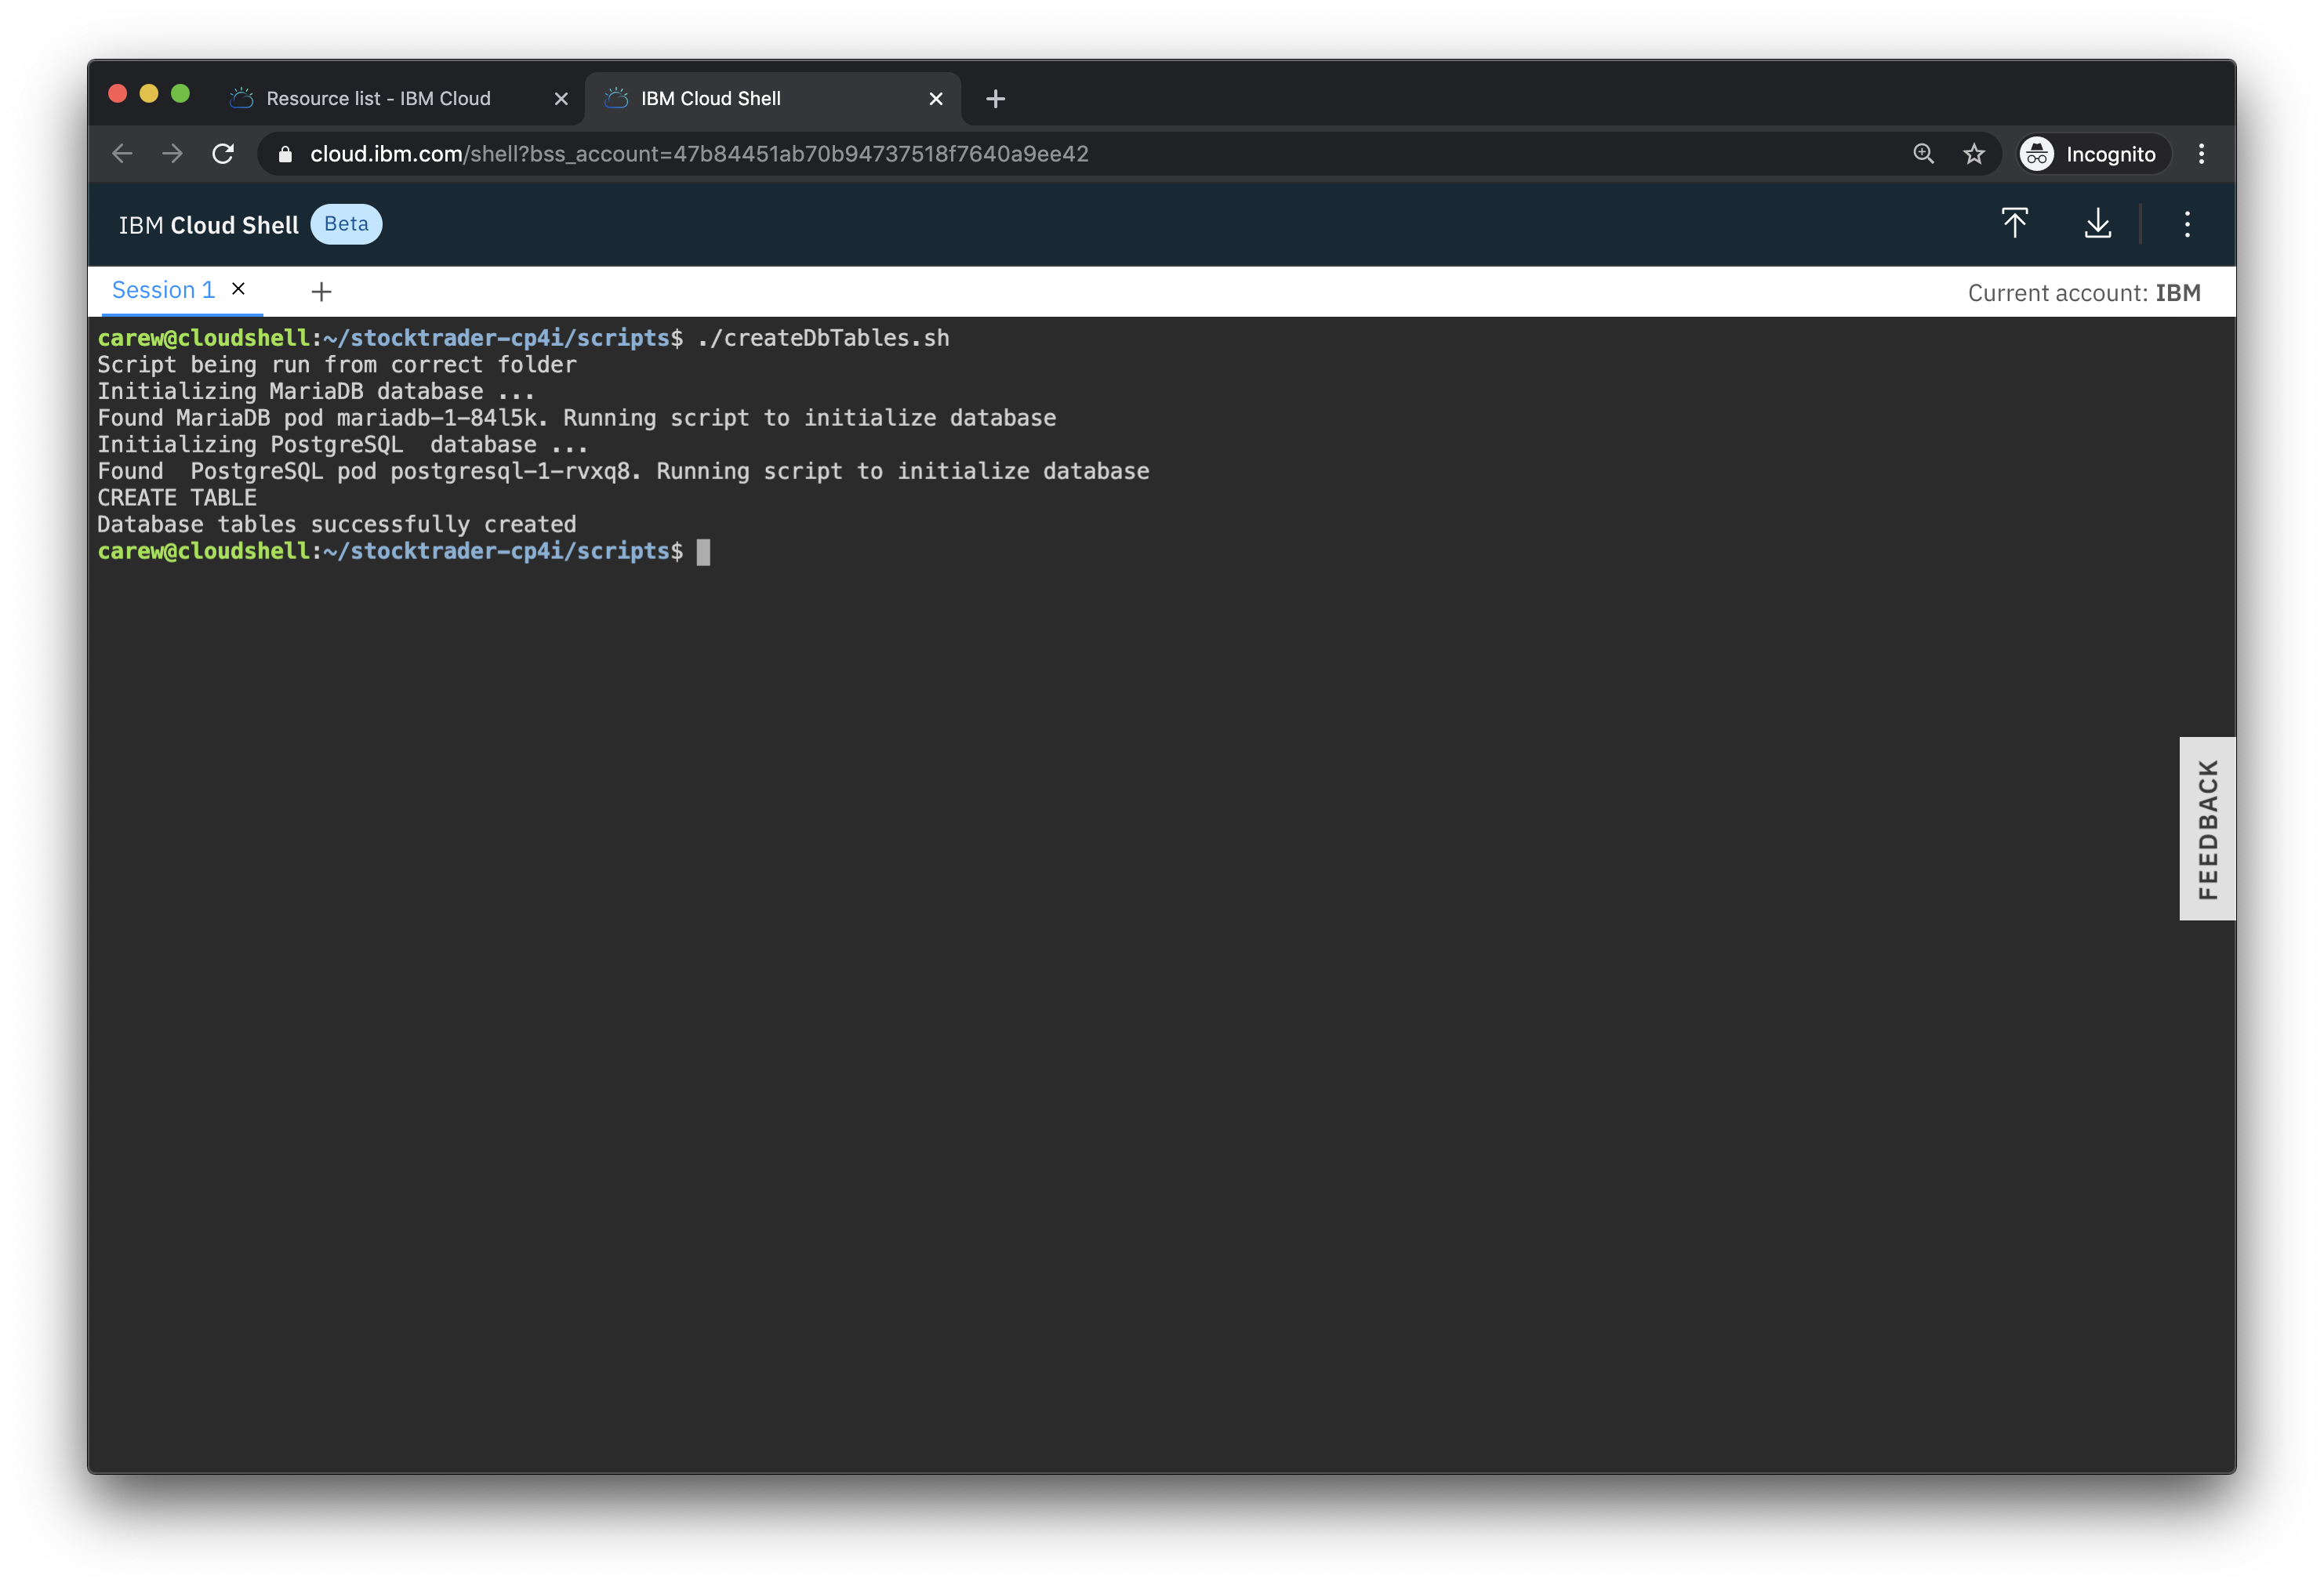 Resource list - IBM Cloud
IBM Cloud Shell
cloud.ibm.com/shell?bss_account=47b84451ab70b94737518f7640a9ee42
Incognito
IBM Cloud Shell Beta
Session 1
Current account: IBM
carew@cloudshell:~/stocktrader-cp4i/scripts$ ./createDbTables.sh
Script being run from correct folder
Initializing MariaDB database ...
Found MariaDB pod mariadb-1-84l5k. Running script to initialize database
Initializing PostgreSQL  database ...
Found  PostgreSQL pod postgresql-1-rvxq8. Running script to initialize database
CREATE TABLE
Database tables successfully created
carew@cloudshell:~/stocktrader-cp4i/scripts$
FEEDBACK